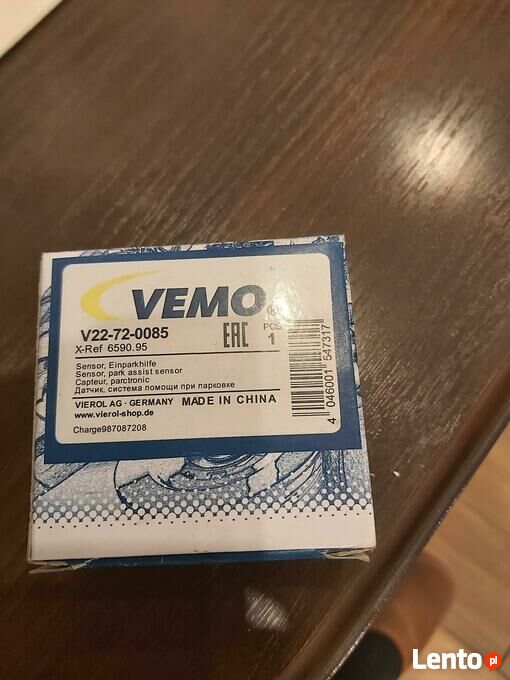 VEMO®
V22-72-0085
X-Ref 6590.95
EAC
PCS
1
Sensor, Einparkhilfe
Sensor, park assist sensor
Capteur, parctronic
Датчик, система помощи при парковке
VIEROL AG · GERMANY MADE IN CHINA
www.vierol-shop.de
Charge987087208
4 046001 547317
Lento.pl